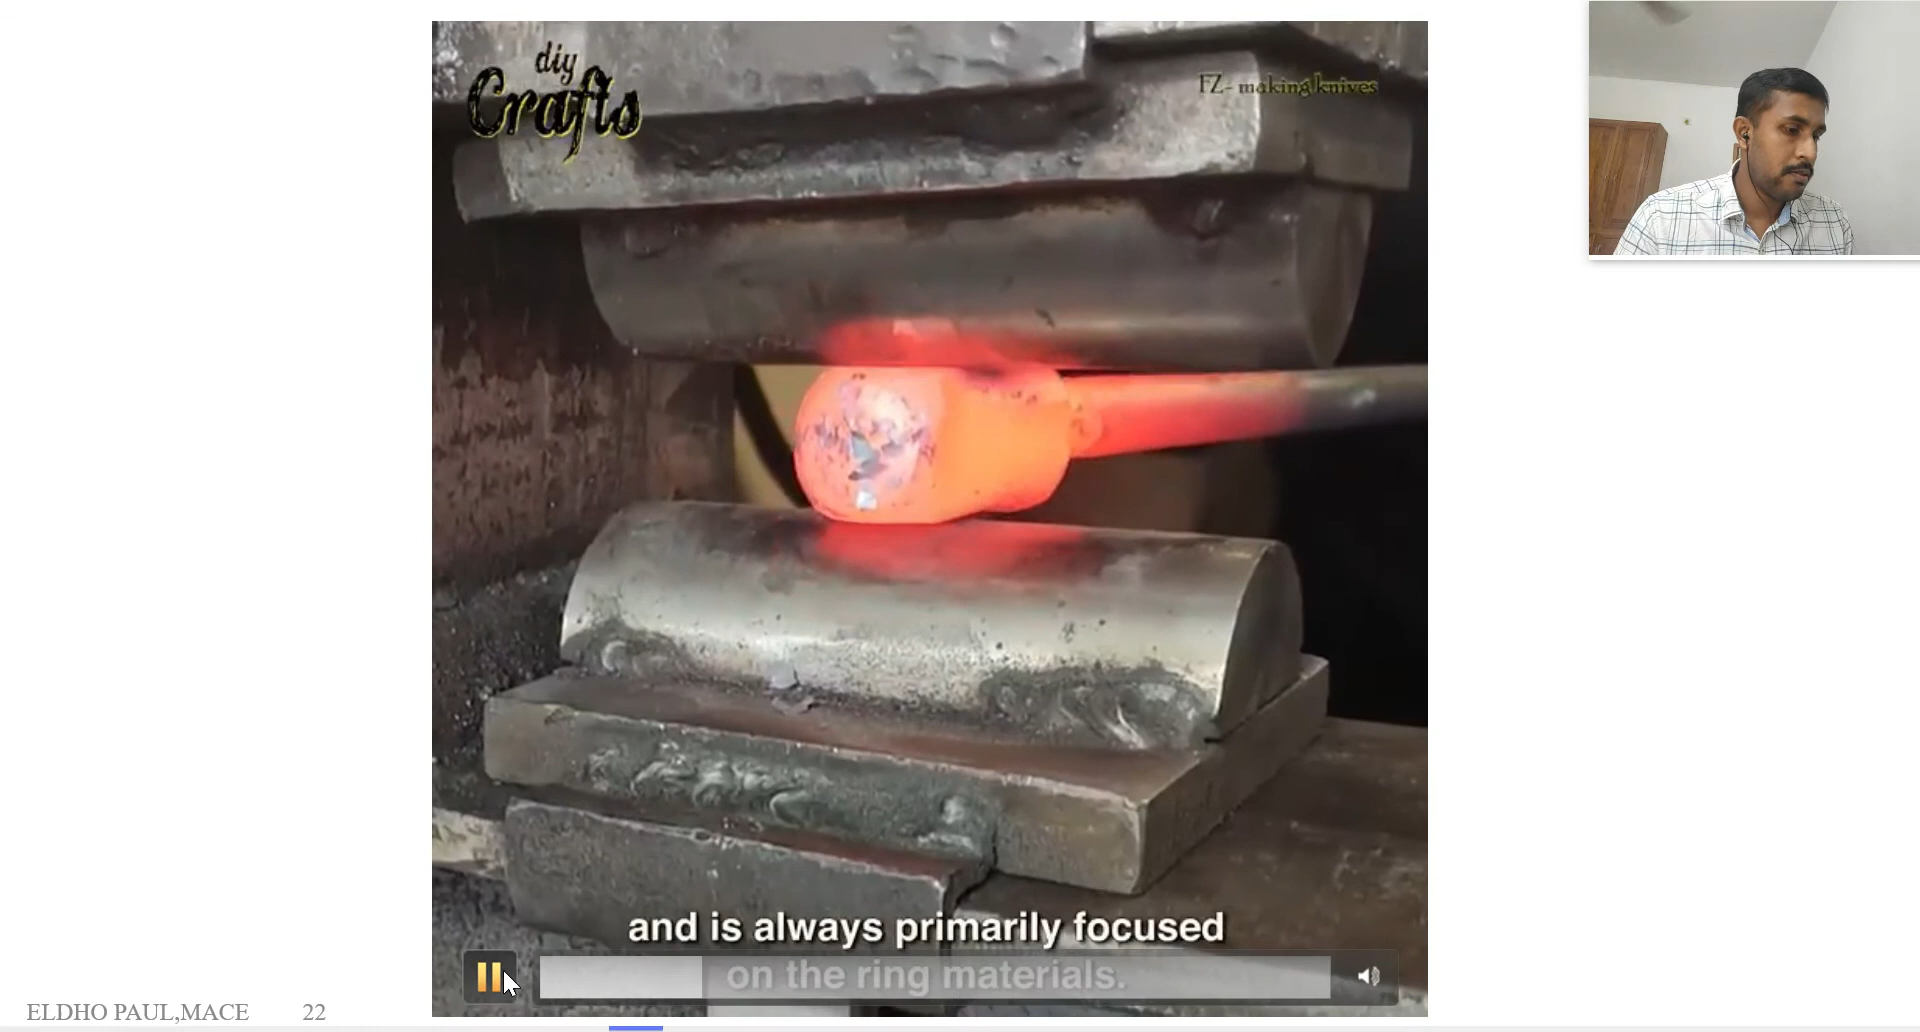 diy
Crafts
FZ- making knives
and is always primarily focused
on the ring materials.
ELDHO PAUL,MACE 22